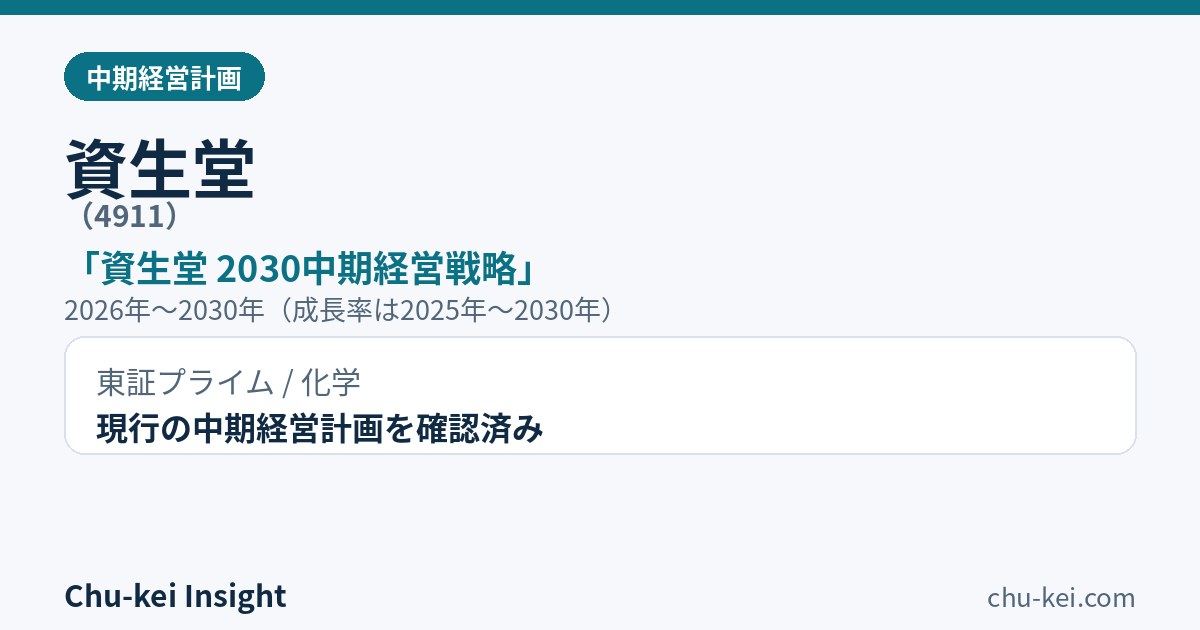 中期経営計画
資生堂
（4911）
「資生堂 2030中期経営戦略」
2026年〜2030年（成長率は2025年〜2030年）
東証プライム / 化学
現行の中期経営計画を確認済み
Chu-kei Insight
chu-kei.com